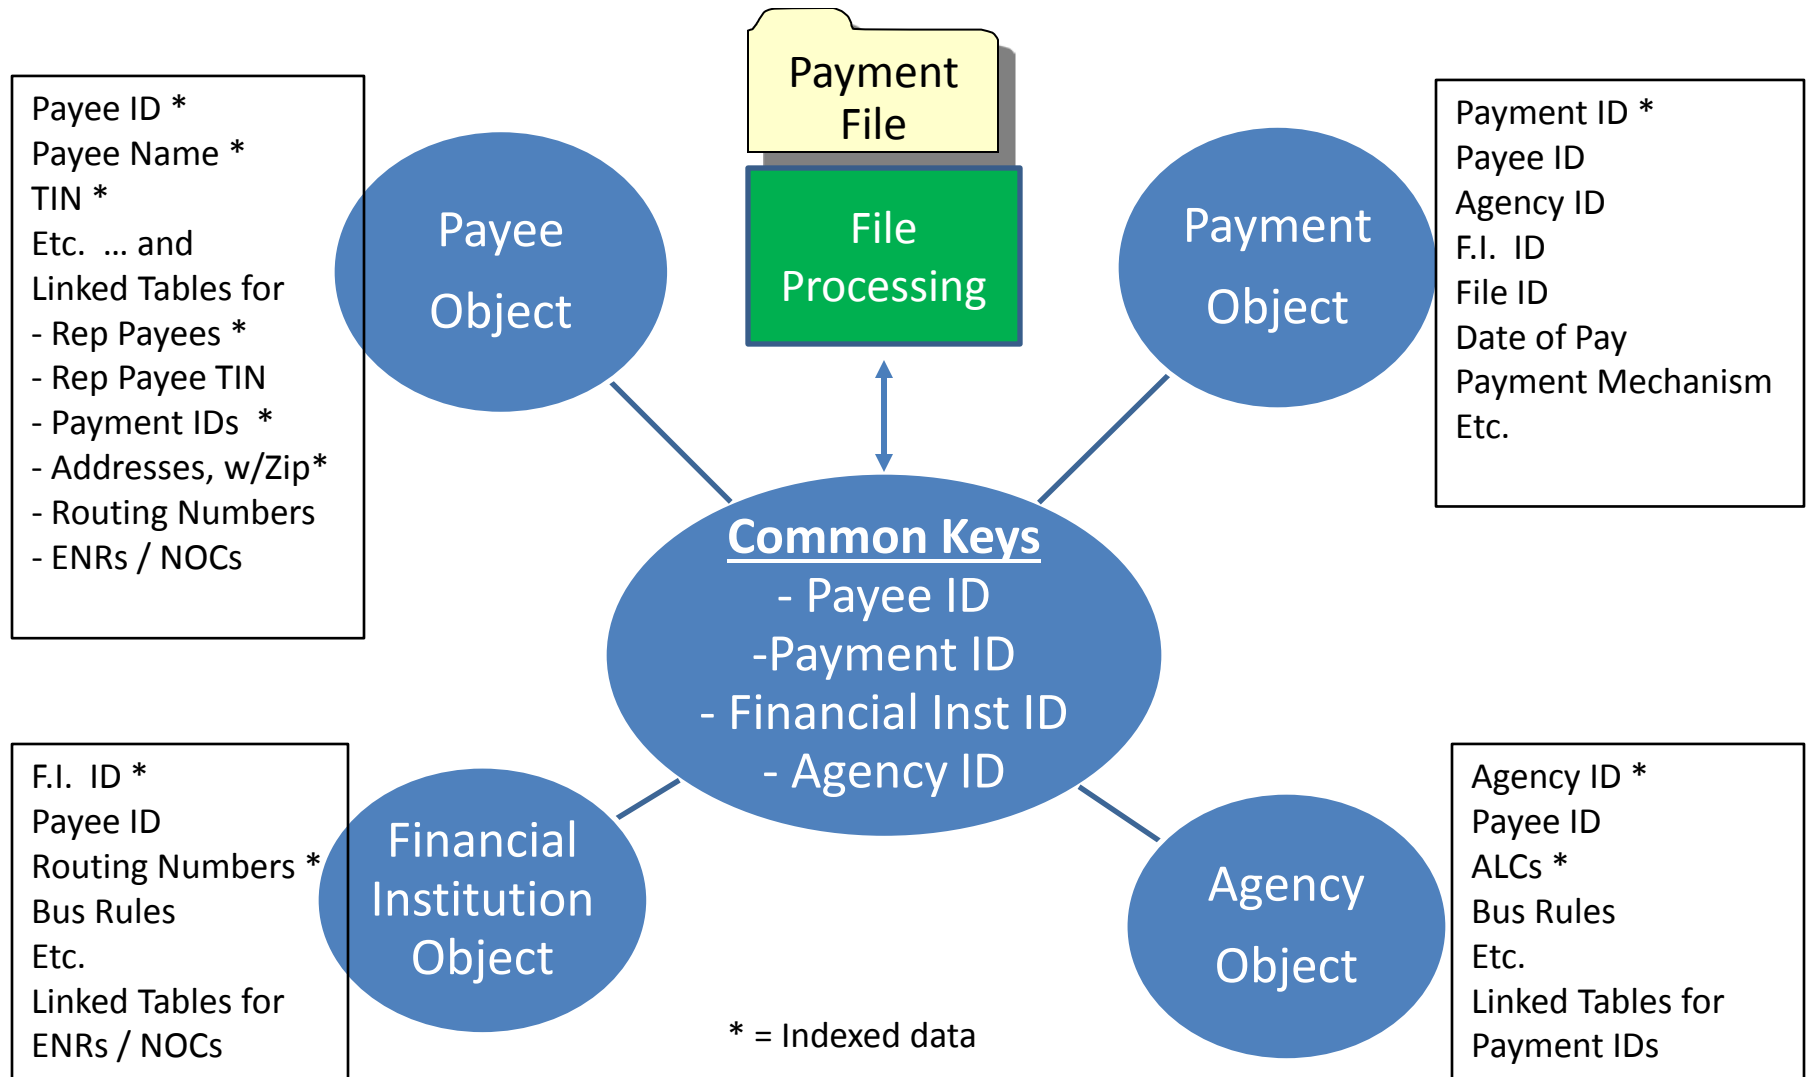 Payment
File
File
Processing
Payee ID *
Payee Name *
TIN *
Etc.  ... and
Linked Tables for
- Rep Payees *
- Rep Payee TIN
- Payment IDs  *
- Addresses, w/Zip*
- Routing Numbers
- ENRs / NOCs
Payee
Object
Payment
Object
Payment ID *
Payee ID
Agency ID
F.I.  ID
File ID
Date of Pay
Payment Mechanism
Etc.
Common Keys
- Payee ID
-Payment ID
- Financial Inst ID
- Agency ID
F.I.  ID *
Payee ID
Routing Numbers *
Bus Rules
Etc.
Linked Tables for
ENRs / NOCs
Financial
Institution
Object
Agency
Object
Agency ID *
Payee ID
ALCs *
Bus Rules
Etc.
Linked Tables for
Payment IDs
* = Indexed data